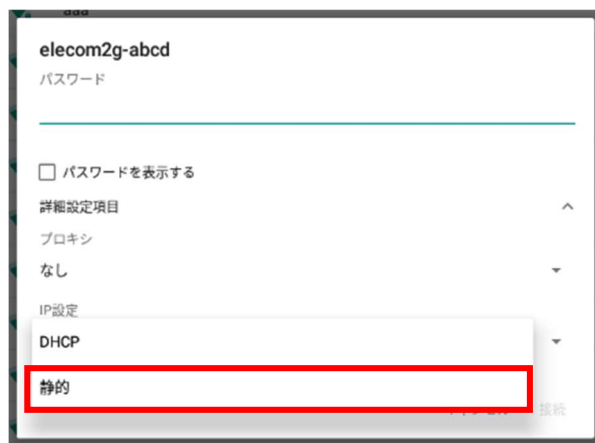 aaa
elecom2g-abcd
パスワード
パスワードを表示する
詳細設定項目
プロキシ
なし
IP設定
DHCP
静的
接続